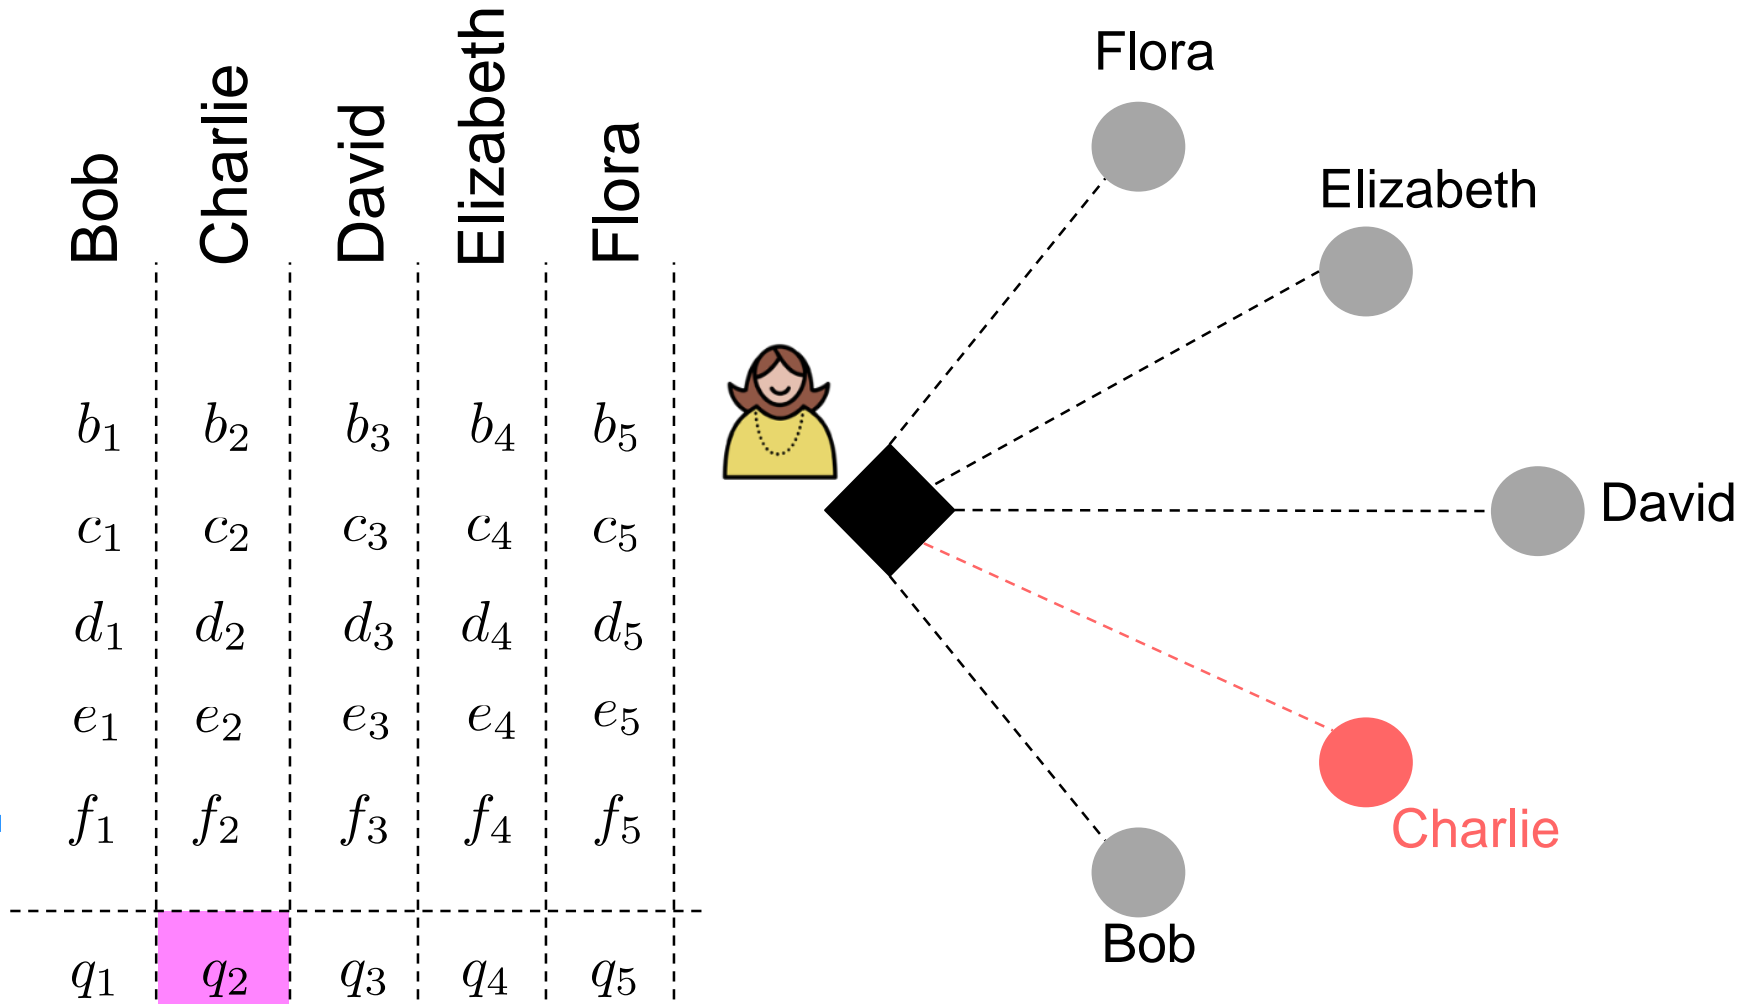 Bob Charlie David Elizabeth Flora
b₁ b₂ b₃ b₄ b₅
c₁ c₂ c₃ c₄ c₅
d₁ d₂ d₃ d₄ d₅
e₁ e₂ e₃ e₄ e₅
f₁ f₂ f₃ f₄ f₅
q₁ q₂ q₃ q₄ q₅
Flora
Elizabeth
David
Charlie
Bob